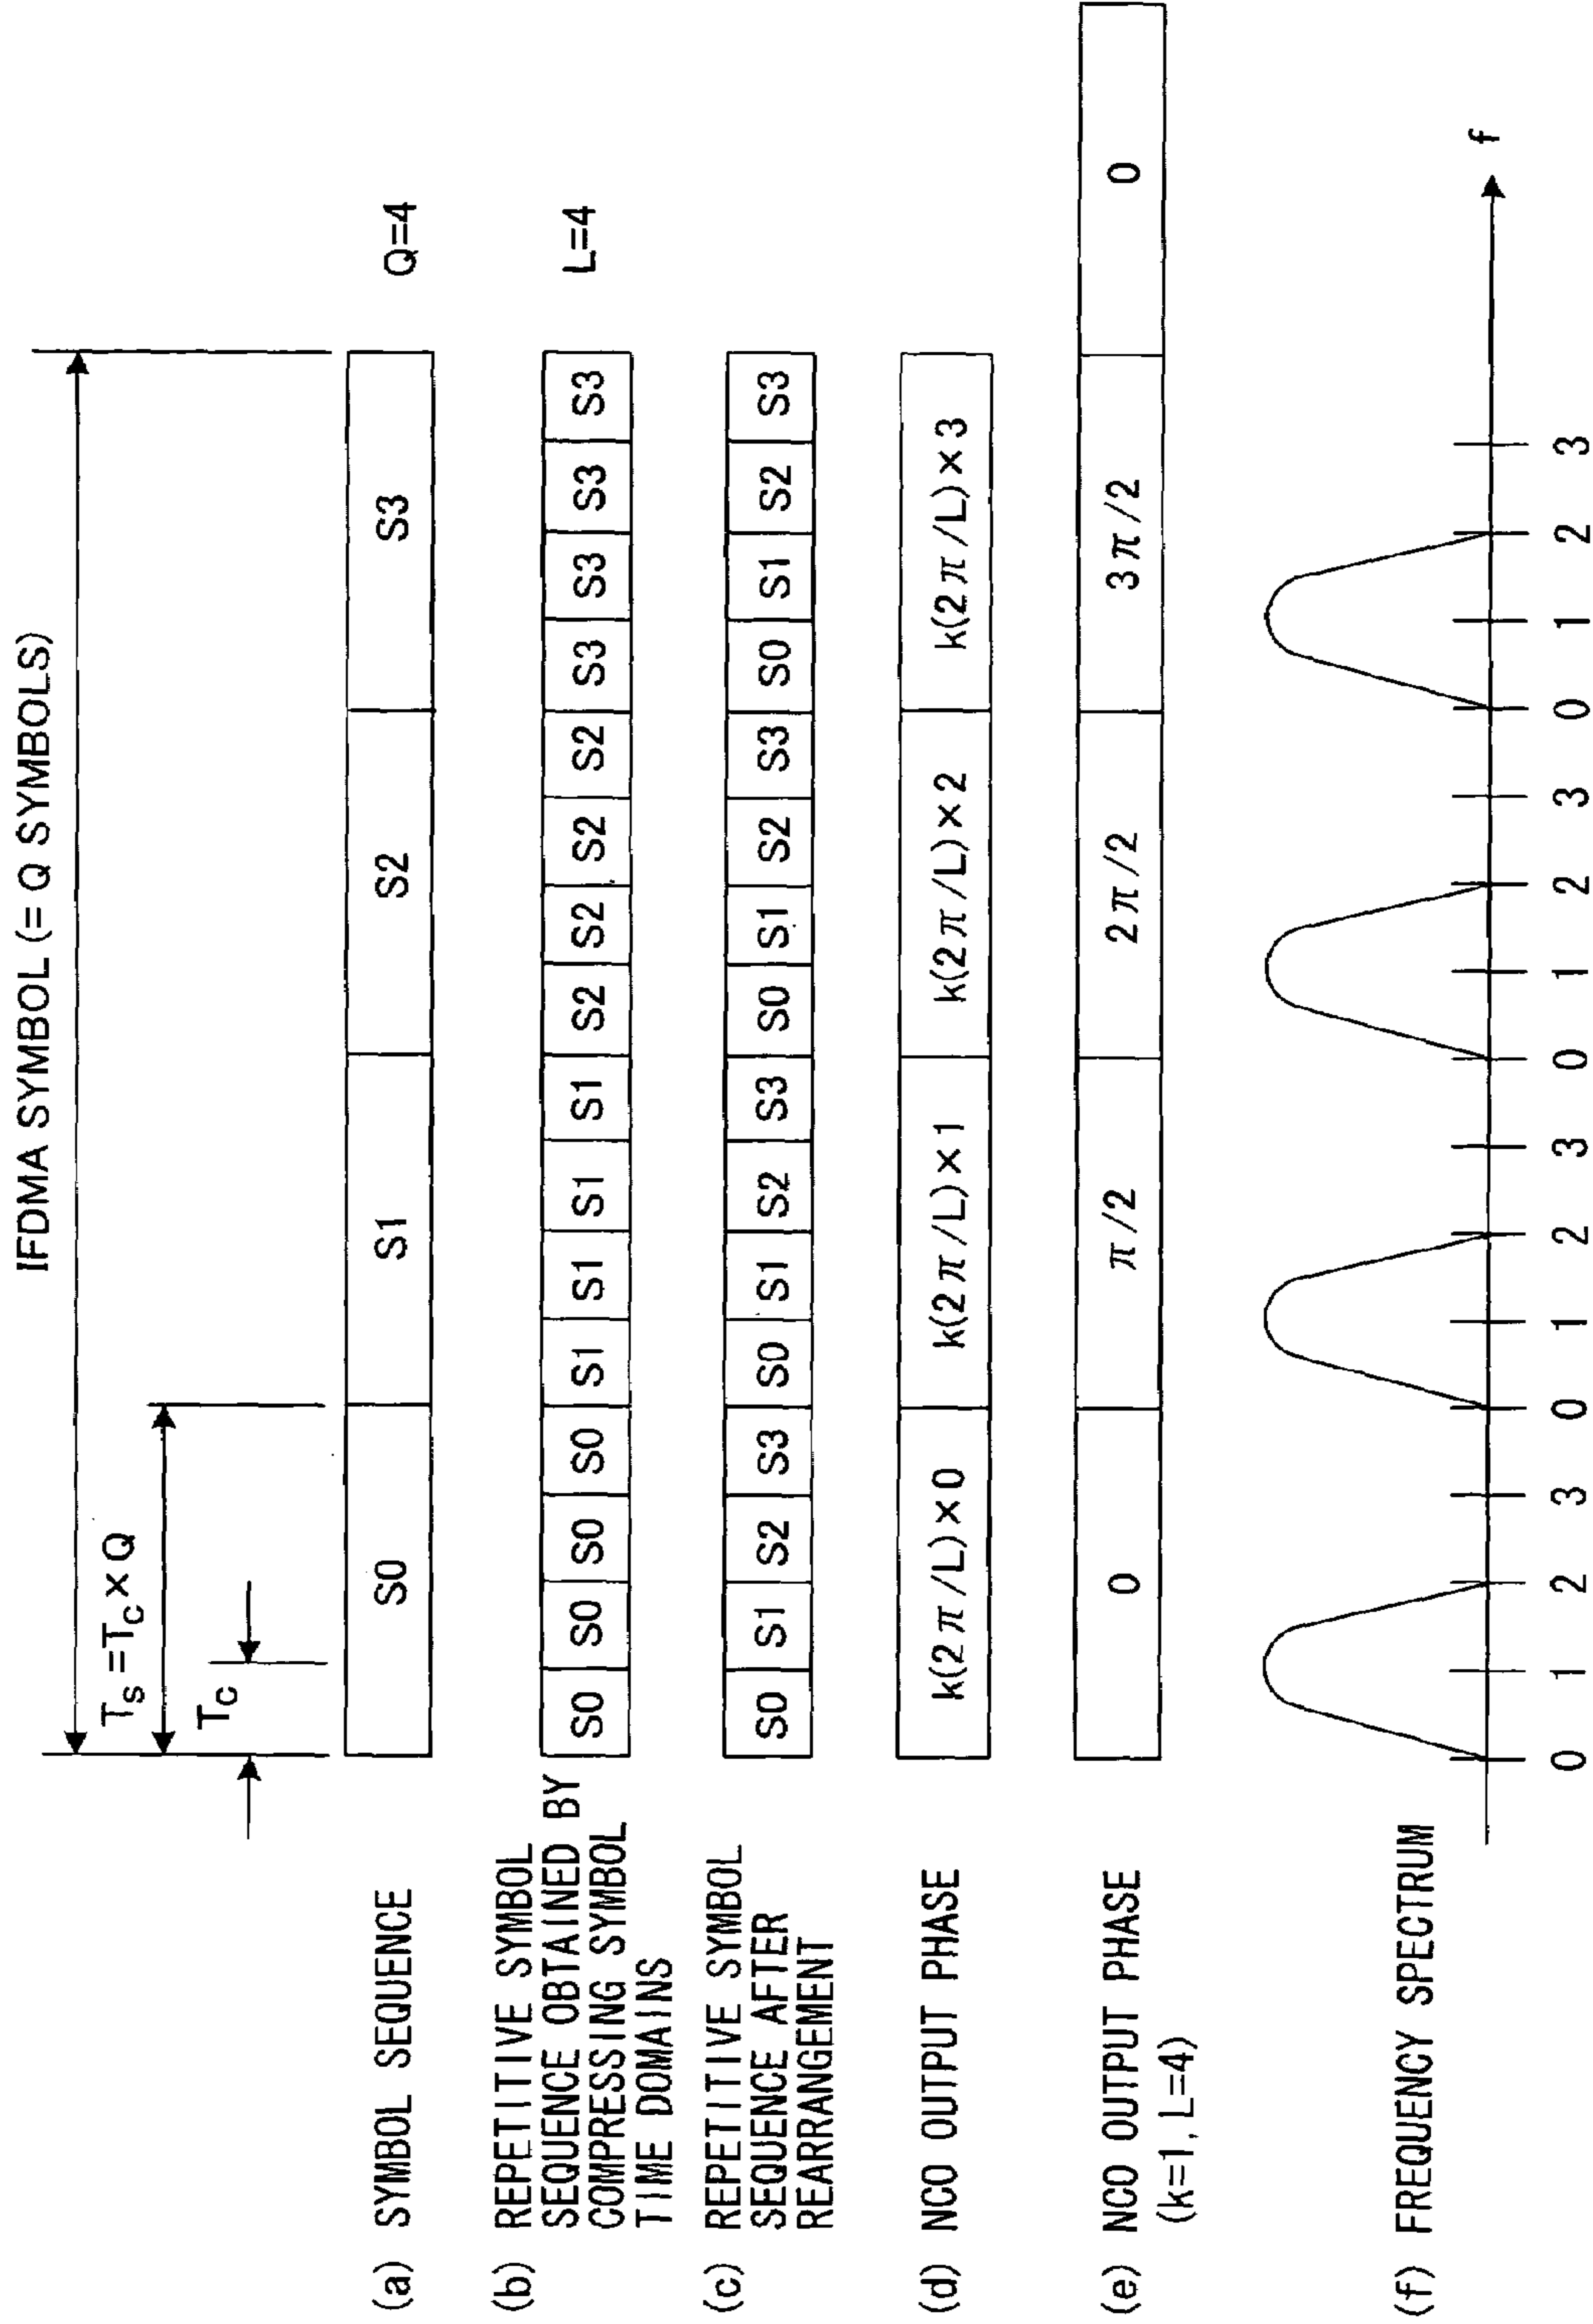 IFDMA SYMBOL (= Q SYMBOLS)
Ts =Tc × Q
Tc
(a) SYMBOL SEQUENCE
S0 S1 S2 S3
Q=4
(b) REPETITIVE SYMBOL
SEQUENCE OBTAINED BY
COMPRESSING SYMBOL
TIME DOMAINS
S0 S0 S0 S0 S1 S1 S1 S1 S2 S2 S2 S2 S3 S3 S3 S3
L=4
(c) REPETITIVE SYMBOL
SEQUENCE AFTER
REARRANGEMENT
S0 S1 S2 S3 S0 S1 S2 S3 S0 S1 S2 S3 S0 S1 S2 S3
(d) NCO OUTPUT PHASE
k(2π/L)×0 k(2π/L)×1 k(2π/L)×2 k(2π/L)×3
(e) NCO OUTPUT PHASE
(k=1, L=4)
0 π/2 2π/2 3π/2 0
(f) FREQUENCY SPECTRUM
f
0 1 2 3 0 1 2 3 0 1 2 3 0 1 2 3